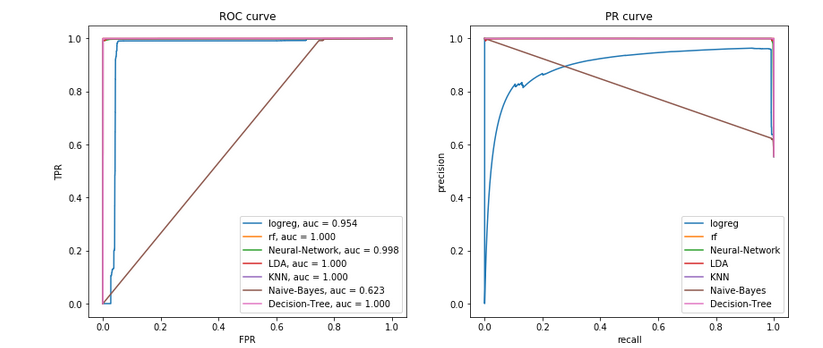 ROC curve
1.0
0.8
0.6
0.4
0.2
0.0
TPR
0.0 0.2 0.4 0.6 0.8 1.0
FPR
logreg, auc = 0.954
rf, auc = 1.000
Neural-Network, auc = 0.998
LDA, auc = 1.000
KNN, auc = 1.000
Naive-Bayes, auc = 0.623
Decision-Tree, auc = 1.000
PR curve
1.0
0.8
0.6
0.4
0.2
0.0
precision
0.0 0.2 0.4 0.6 0.8 1.0
recall
logreg
rf
Neural-Network
LDA
KNN
Naive-Bayes
Decision-Tree